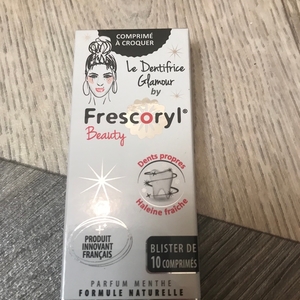 COMPRIMÉ
À CROQUER
Le Dentifrice
Glamour
by
Frescoryl®
Beauty
Dents propres
Haleine fraîche
+
PRODUIT
INNOVANT
FRANÇAIS
BLISTER DE
10 COMPRIMÉS
PARFUM MENTHE
FORMULE NATURELLE